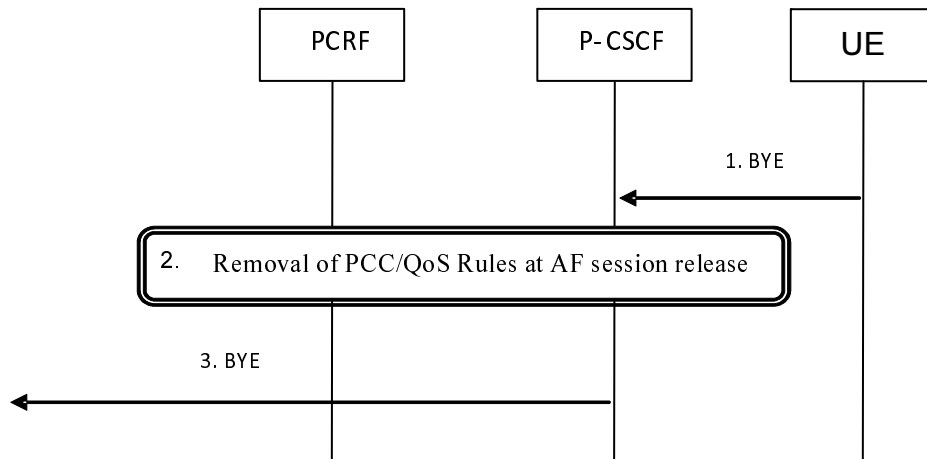 PCRF
P-CSCF
UE
1. BYE
2. Removal of PCC/QoS Rules at AF session release
3. BYE